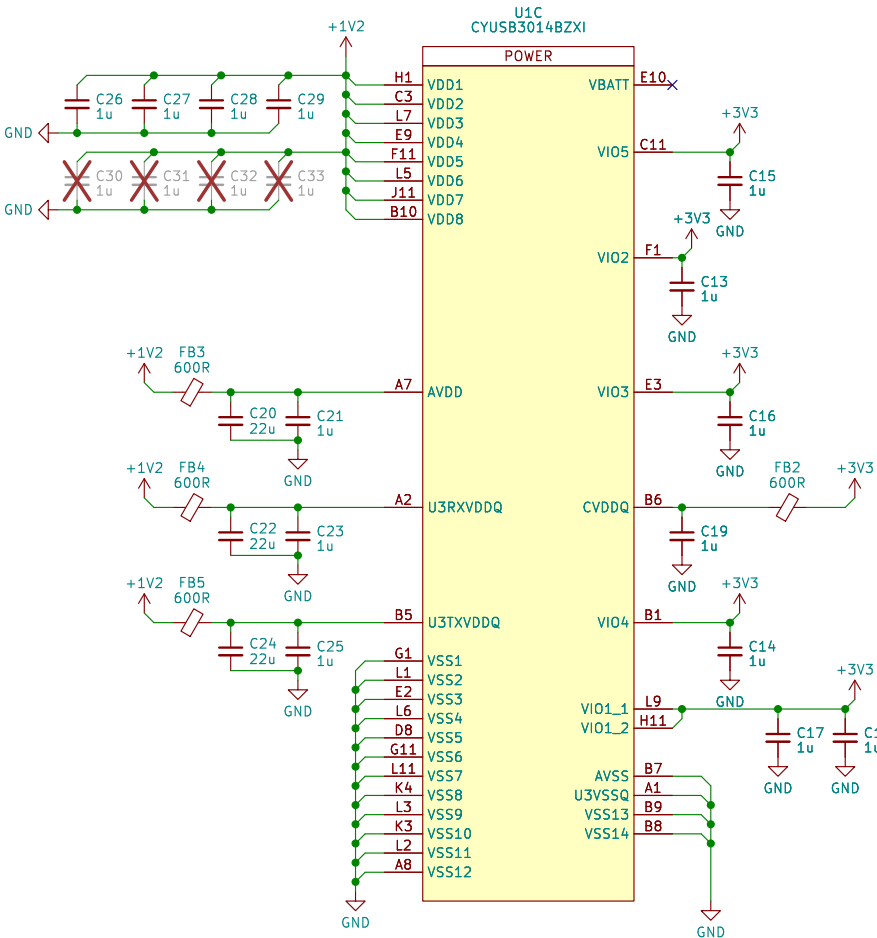 U1C
CYUSB3014BZXI
POWER
+1V2
C26
1u
C27
1u
C28
1u
C29
1u
GND
C30
1u
C31
1u
C32
1u
C33
1u
GND
H1 VDD1
C3 VDD2
L7 VDD3
E9 VDD4
F11 VDD5
L5 VDD6
J11 VDD7
B10 VDD8
VBATT E10
VIO5 C11
+3V3
C15
1u
GND
VIO2 F1
+3V3
C13
1u
GND
+1V2
FB3
600R
C20
22u
C21
1u
GND
A7 AVDD
VIO3 E3
+3V3
C16
1u
GND
+1V2
FB4
600R
C22
22u
C23
1u
GND
A2 U3RXVDDQ
CVDDQ B6
C19
1u
GND
FB2
600R
+3V3
+1V2
FB5
600R
C24
22u
C25
1u
GND
B5 U3TXVDDQ
VIO4 B1
+3V3
C14
1u
GND
G1 VSS1
L1 VSS2
E2 VSS3
L6 VSS4
D8 VSS5
G11 VSS6
L11 VSS7
K4 VSS8
L3 VSS9
K3 VSS10
L2 VSS11
A8 VSS12
GND
VIO1_1 L9
VIO1_2 H11
+3V3
C17
1u
GND
1u
GND
AVSS B7
U3VSSQ A1
VSS13 B9
VSS14 B8
GND